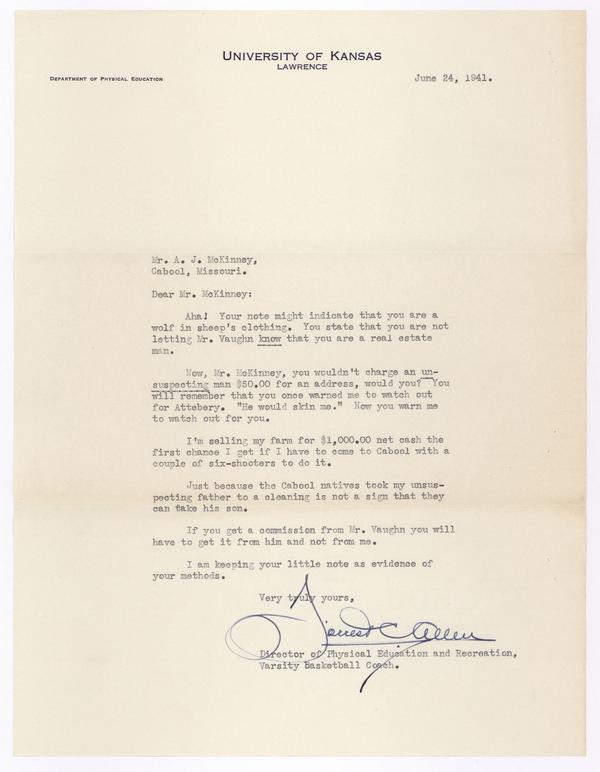 UNIVERSITY OF KANSAS
LAWRENCE
DEPARTMENT OF PHYSICAL EDUCATION
June 24, 1941.
Mr. A. J. McKinney,
Cabool, Missouri.
Dear Mr. McKinney:
Aha! Your note might indicate that you are a
wolf in sheep's clothing. You state that you are not
letting Mr. Vaughn know that you are a real estate
man.
Now, Mr. McKinney, you wouldn't charge an un-
suspecting man $50.00 for an address, would you? You
will remember that you once warned me to watch out
for Attebery. "He would skin me." Now you warn me
to watch out for you.
I'm selling my farm for $1,000.00 net cash the
first chance I get if I have to come to Cabool with a
couple of six-shooters to do it.
Just because the Cabool natives took my unsus-
pecting father to a cleaning is not a sign that they
can take his son.
If you get a commission from Mr. Vaughn you will
have to get it from him and not from me.
I am keeping your little note as evidence of
your methods.
Very truly yours,
Forrest C Allen
Director of Physical Education and Recreation,
Varsity Basketball Coach.